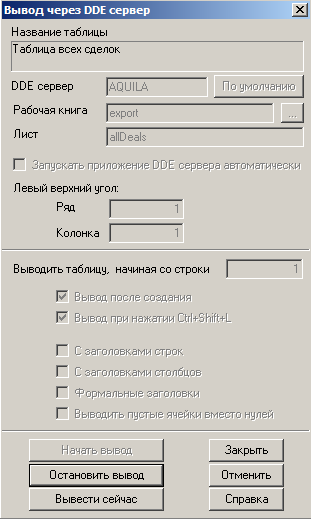 Вывод через DDE сервер
Название таблицы
Таблица всех сделок
DDE сервер AQUILA По умолчанию
Рабочая книга export ...
Лист allDeals
Запускать приложение DDE сервера автоматически
Левый верхний угол:
Ряд 1
Колонка 1
Выводить таблицу, начиная со строки 1
Вывод после создания
Вывод при нажатии Ctrl+Shift+L
С заголовками строк
С заголовками столбцов
Формальные заголовки
Выводить пустые ячейки вместо нулей
Начать вывод Закрыть
Остановить вывод Отменить
Вывести сейчас Справка